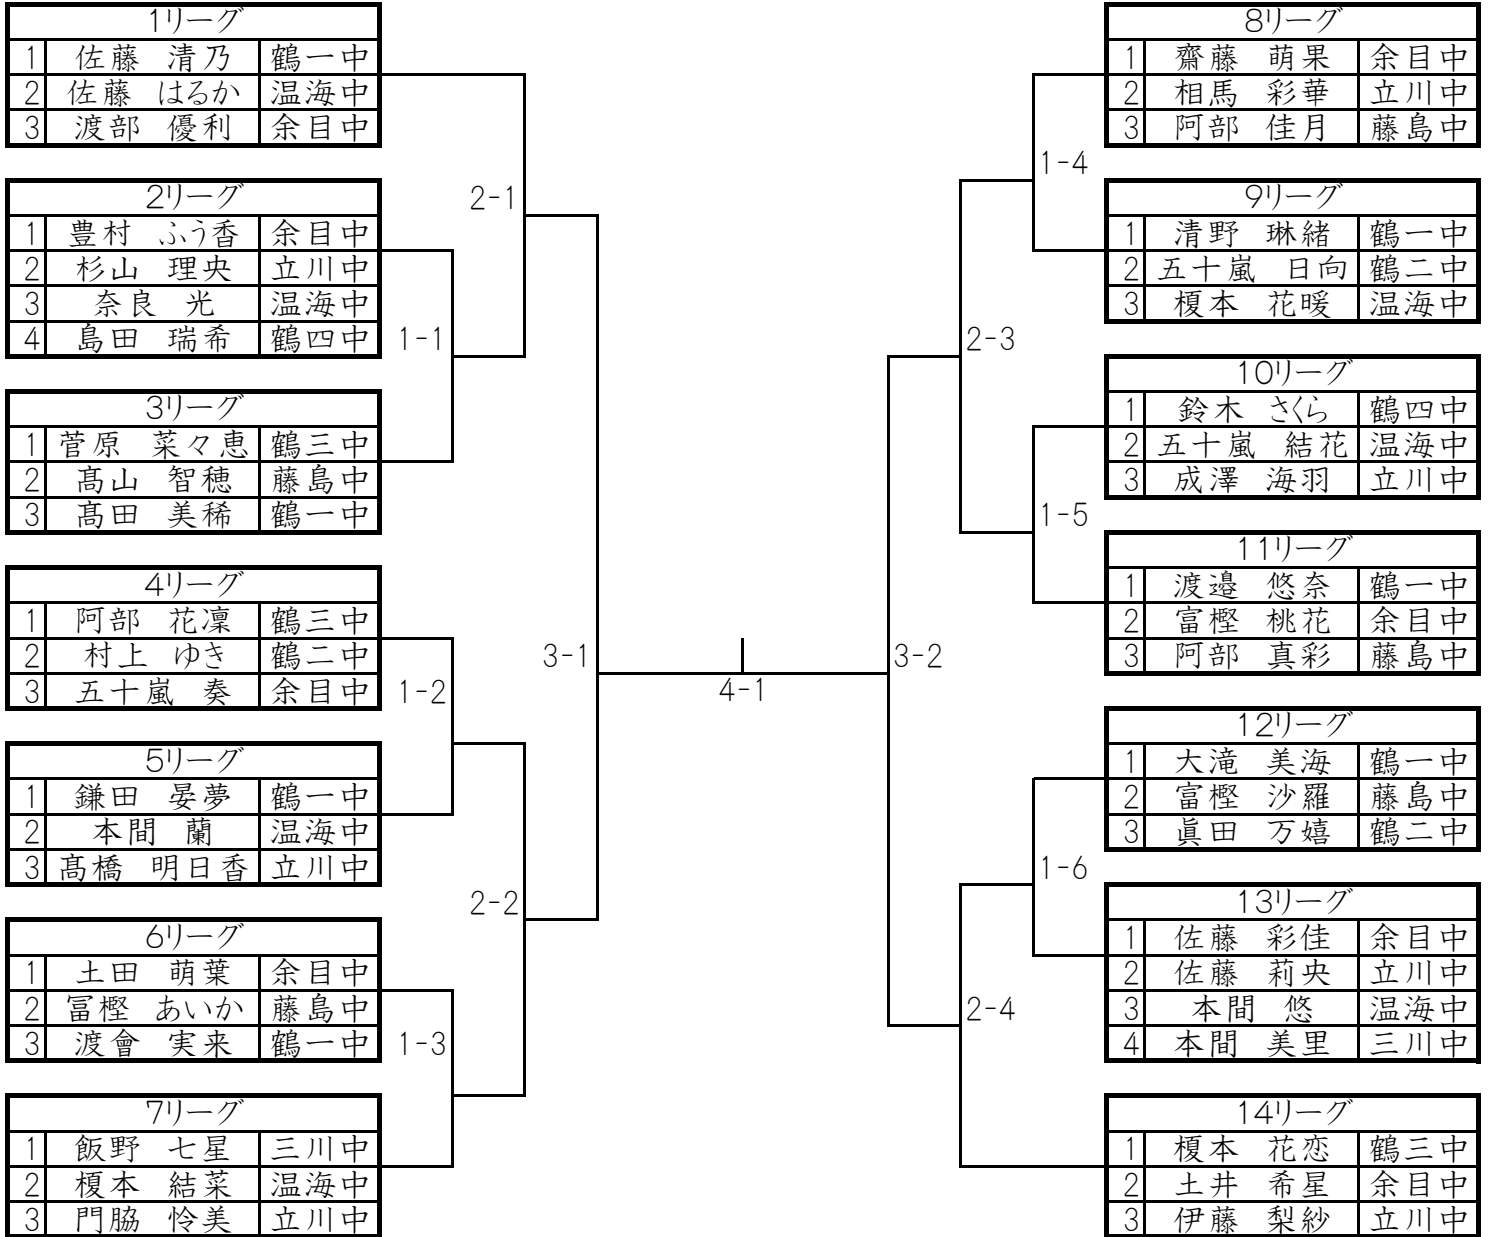 1リーグ
1 佐藤 清乃 鶴一中
2 佐藤 はるか 温海中
3 渡部 優利 余目中
2リーグ
1 豊村 ふう香 余目中
2 杉山 理央 立川中
3 奈良 光 温海中
4 島田 瑞希 鶴四中
3リーグ
1 菅原 菜々恵 鶴三中
2 髙山 智穂 藤島中
3 髙田 美稀 鶴一中
4リーグ
1 阿部 花凜 鶴三中
2 村上 ゆき 鶴二中
3 五十嵐 奏 余目中
5リーグ
1 鎌田 晏夢 鶴一中
2 本間 蘭 温海中
3 髙橋 明日香 立川中
6リーグ
1 土田 萌葉 余目中
2 冨樫 あいか 藤島中
3 渡會 実来 鶴一中
7リーグ
1 飯野 七星 三川中
2 榎本 結菜 温海中
3 門脇 怜美 立川中
2-1
1-1
1-2
2-2
1-3
3-1
4-1
3-2
1-4
2-3
1-5
1-6
2-4
8リーグ
1 齋藤 萌果 余目中
2 相馬 彩華 立川中
3 阿部 佳月 藤島中
9リーグ
1 清野 琳緒 鶴一中
2 五十嵐 日向 鶴二中
3 榎本 花暖 温海中
10リーグ
1 鈴木 さくら 鶴四中
2 五十嵐 結花 温海中
3 成澤 海羽 立川中
11リーグ
1 渡邉 悠奈 鶴一中
2 富樫 桃花 余目中
3 阿部 真彩 藤島中
12リーグ
1 大滝 美海 鶴一中
2 富樫 沙羅 藤島中
3 眞田 万嬉 鶴二中
13リーグ
1 佐藤 彩佳 余目中
2 佐藤 莉央 立川中
3 本間 悠 温海中
4 本間 美里 三川中
14リーグ
1 榎本 花恋 鶴三中
2 土井 希星 余目中
3 伊藤 梨紗 立川中